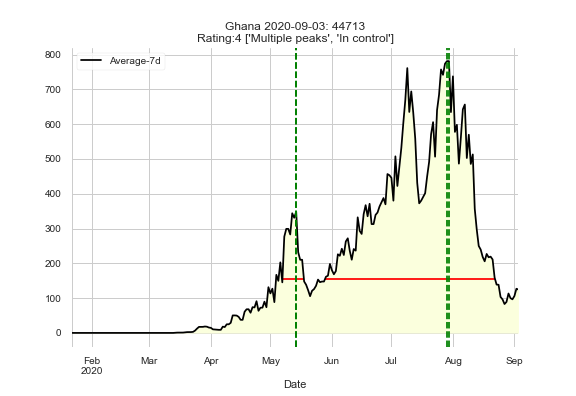 Ghana 2020-09-03: 44713
Rating:4 ['Multiple peaks', 'In control']
Average-7d
800
700
600
500
400
300
200
100
0
Feb Mar Apr May Jun Jul Aug Sep
2020
Date